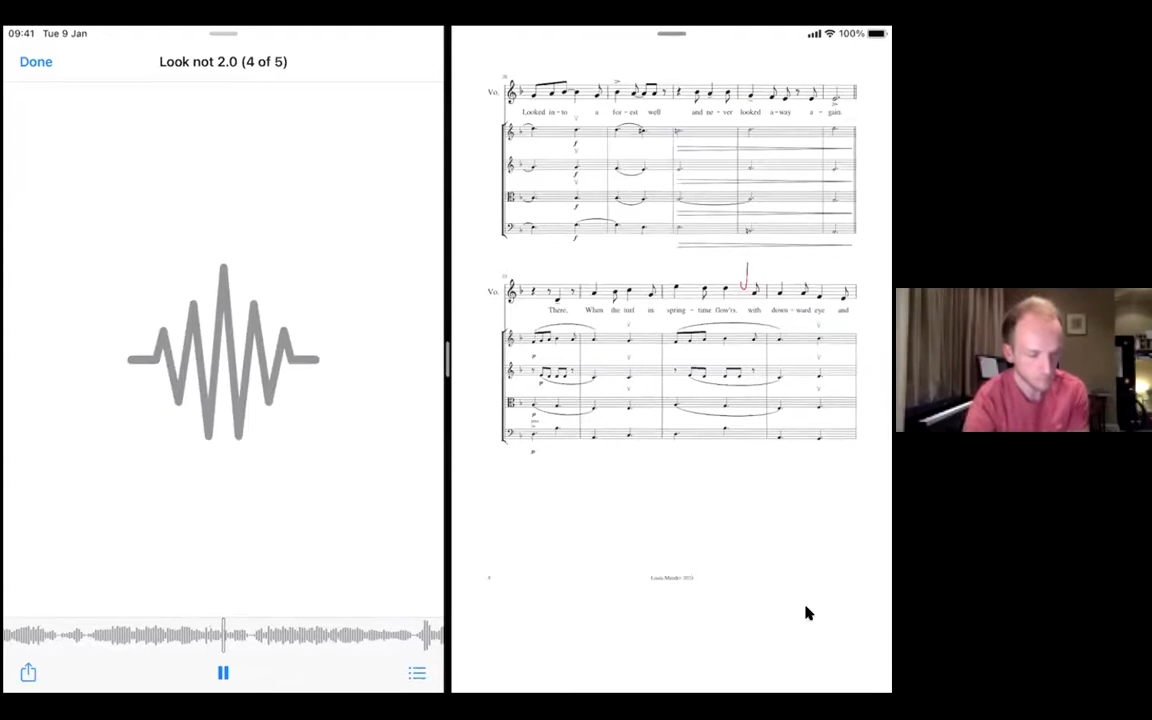 09:41 Tue 9 Jan
100%
Done
Look not 2.0 (4 of 5)
Vo.
Looked in - to a for - est well and ne - ver looked a - way a - gain.
f
f
f
f
Vo.
There, When the turf in spring - time flow'rs, with down - ward eye and
p
p
p
p